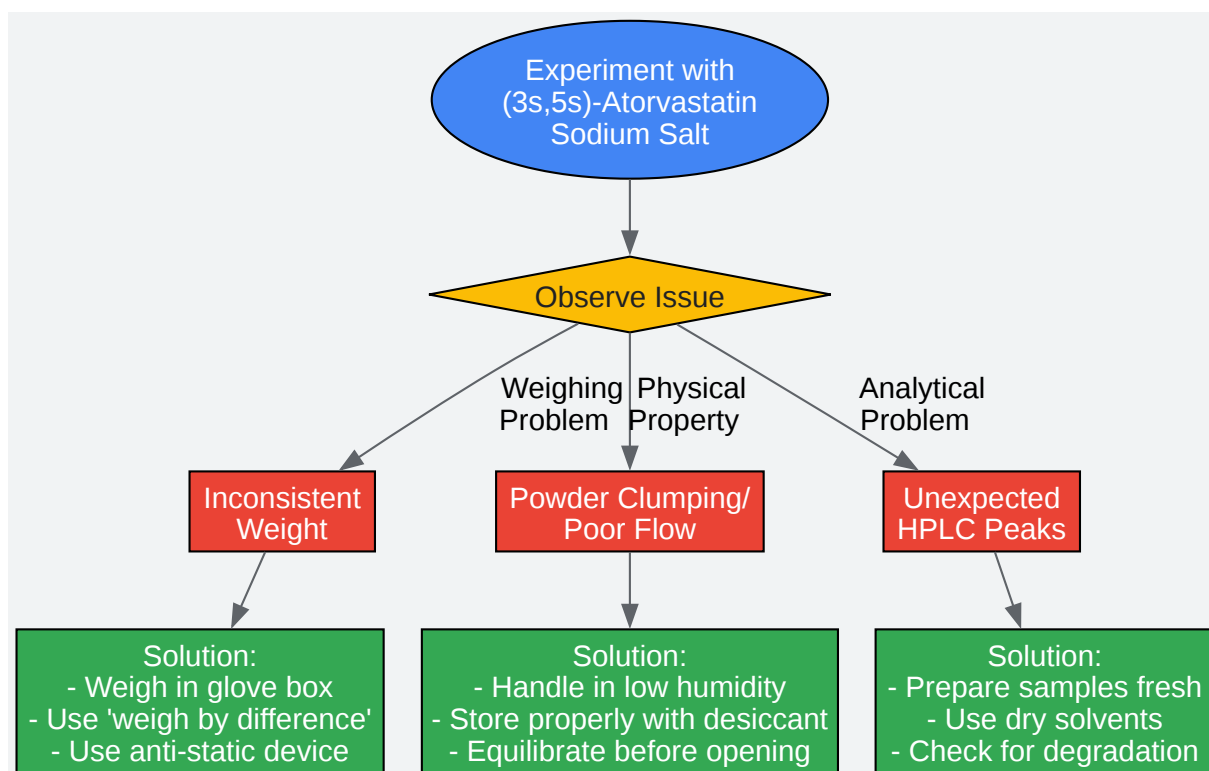 Experiment with
(3s,5s)-Atorvastatin
Sodium Salt
Observe Issue
Weighing
Problem
Physical
Property
Analytical
Problem
Inconsistent
Weight
Powder Clumping/
Poor Flow
Unexpected
HPLC Peaks
Solution:
- Weigh in glove box
- Use 'weigh by difference'
- Use anti-static device
Solution:
- Handle in low humidity
- Store properly with desiccant
- Equilibrate before opening
Solution:
- Prepare samples fresh
- Use dry solvents
- Check for degradation